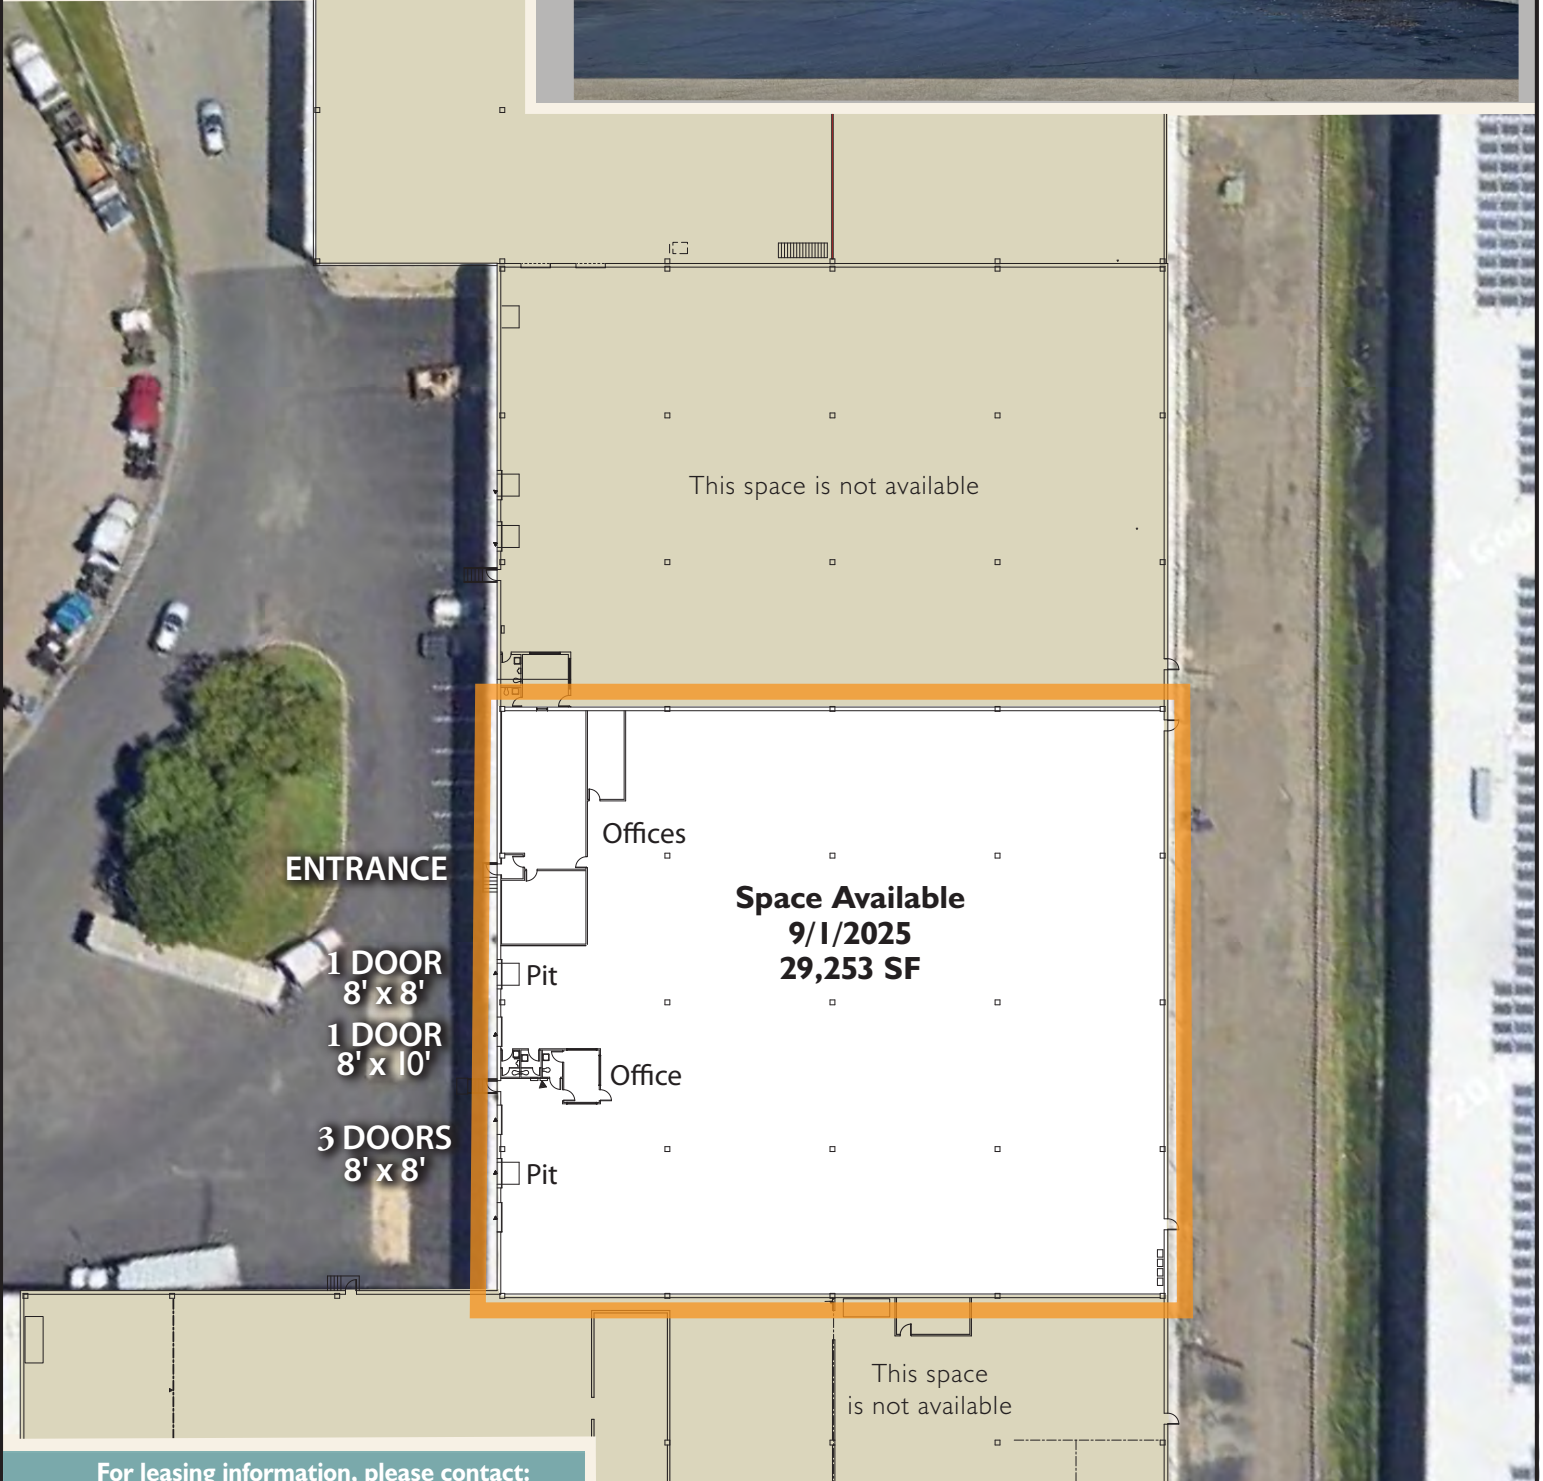 This space is not available
Offices
ENTRANCE
Space Available
9/1/2025
29,253 SF
1 DOOR
8' x 8'
Pit
1 DOOR
8' x 10'
Office
3 DOORS
8' x 8'
Pit
This space
is not available
For leasing information, please contact: